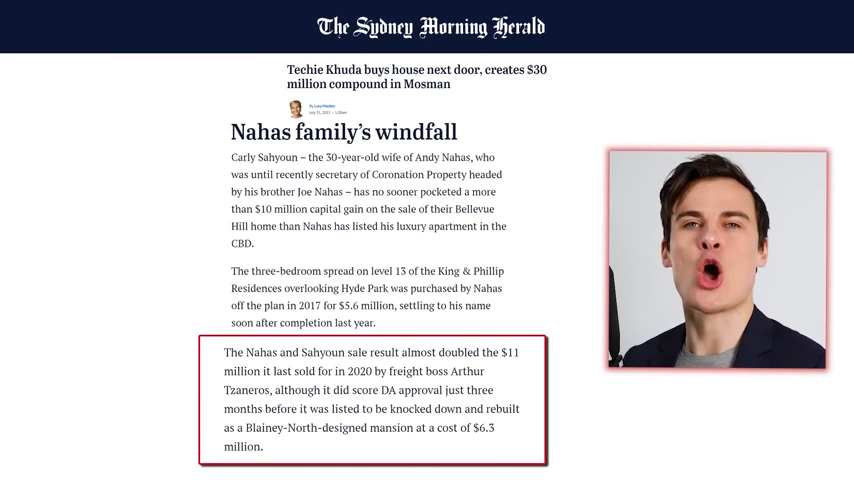 The Sydney Morning Herald
Techie Khuda buys house next door, creates $30
million compound in Mosman
By Lucy Macken
July 31, 2022 – 1.00am
Nahas family’s windfall
Carly Sahyoun – the 30-year-old wife of Andy Nahas, who
was until recently secretary of Coronation Property headed
by his brother Joe Nahas – has no sooner pocketed a more
than $10 million capital gain on the sale of their Bellevue
Hill home than Nahas has listed his luxury apartment in the
CBD.
The three-bedroom spread on level 13 of the King & Phillip
Residences overlooking Hyde Park was purchased by Nahas
off the plan in 2017 for $5.6 million, settling to his name
soon after completion last year.
The Nahas and Sahyoun sale result almost doubled the $11
million it last sold for in 2020 by freight boss Arthur
Tzaneros, although it did score DA approval just three
months before it was listed to be knocked down and rebuilt
as a Blainey-North-designed mansion at a cost of $6.3
million.